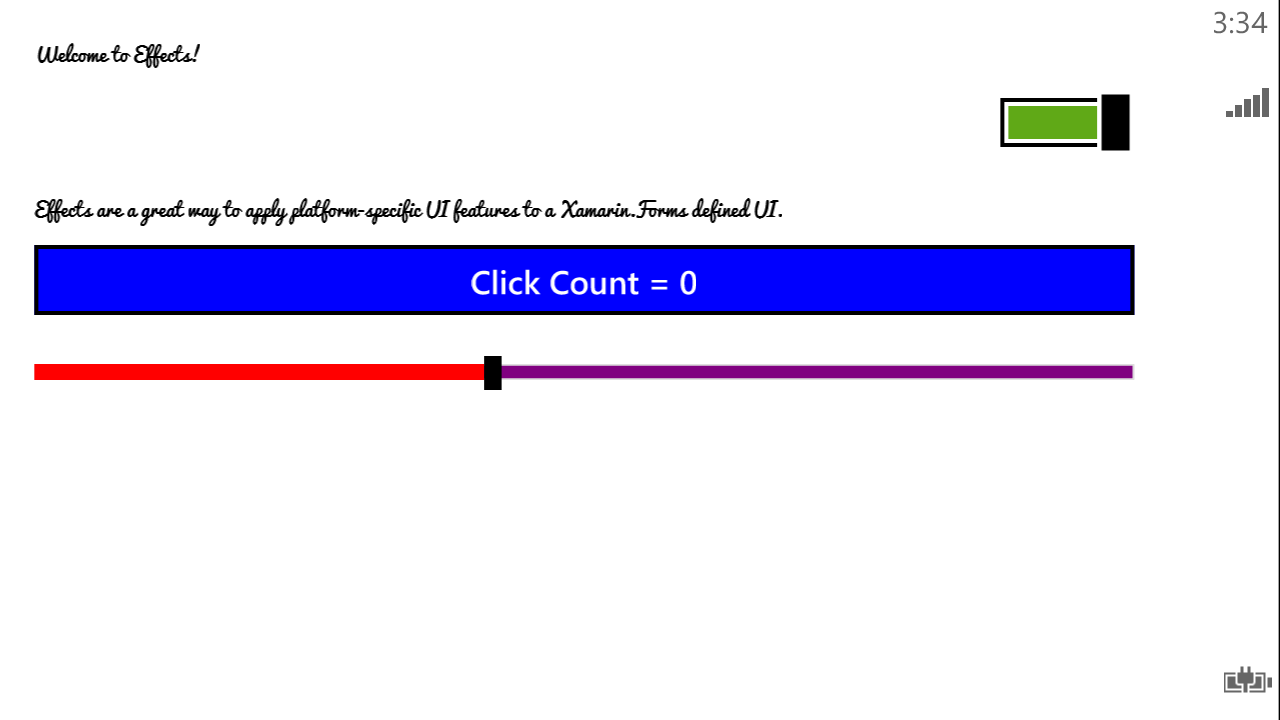 3:34
Welcome to Effects!
Effects are a great way to apply platform-specific UI features to a Xamarin.Forms defined UI.
Click Count = 0